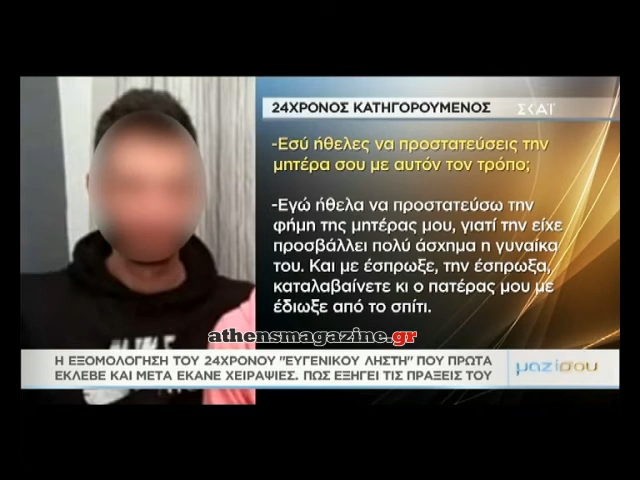 24ΧΡΟΝΟΣ ΚΑΤΗΓΟΡΟΥΜΕΝΟΣ
ΣΚΑΪ
-Εσύ ήθελες να προστατεύσεις την
μητέρα σου με αυτόν τον τρόπο;
-Εγώ ήθελα να προστατεύσω την
φήμη της μητέρας μου, γιατί την είχε
προσβάλλει πολύ άσχημα η γυναίκα
του. Και με έσπρωξε, την έσπρωξα,
καταλαβαίνετε κι ο πατέρας μου με
έδιωξε από το σπίτι.
athensmagazine.gr
Η ΕΞΟΜΟΛΟΓΗΣΗ ΤΟΥ 24ΧΡΟΝΟΥ "ΕΥΓΕΝΙΚΟΥ ΛΗΣΤΗ" ΠΟΥ ΠΡΩΤΑ
ΕΚΛΕΒΕ ΚΑΙ ΜΕΤΑ ΕΚΑΝΕ ΧΕΙΡΑΨΙΕΣ. ΠΩΣ ΕΞΗΓΕΙ ΤΙΣ ΠΡΑΞΕΙΣ ΤΟΥ
μαζί σου